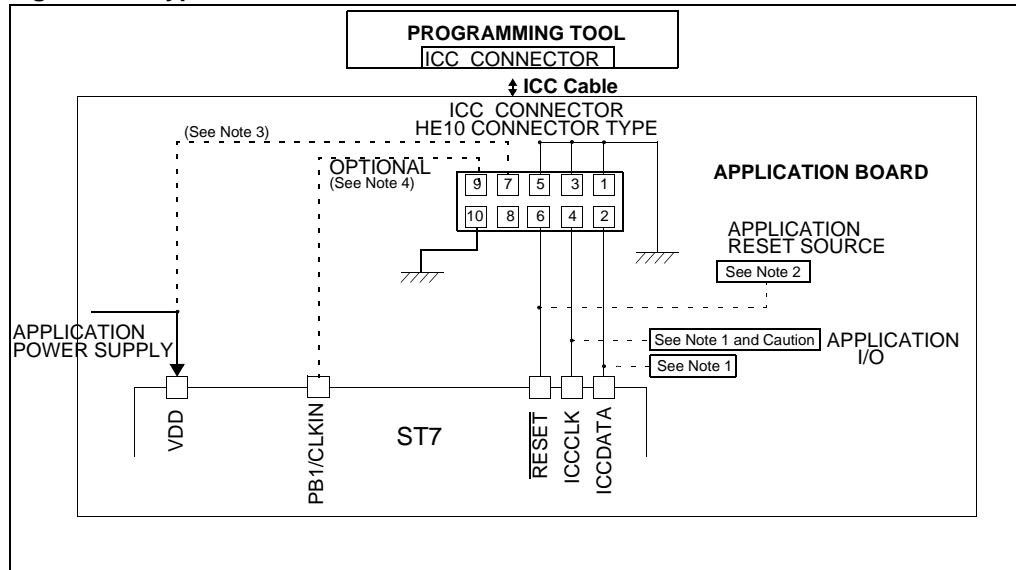 PROGRAMMING TOOL
ICC CONNECTOR
ICC Cable
ICC CONNECTOR
HE10 CONNECTOR TYPE
(See Note 3)
OPTIONAL
(See Note 4)
9 7 5 3 1
10 8 6 4 2
APPLICATION BOARD
APPLICATION
RESET SOURCE
See Note 2
APPLICATION
POWER SUPPLY
See Note 1 and Caution
APPLICATION
I/O
See Note 1
VDD
PB1/CLKIN
ST7
RESET
ICCCLK
ICCDATA